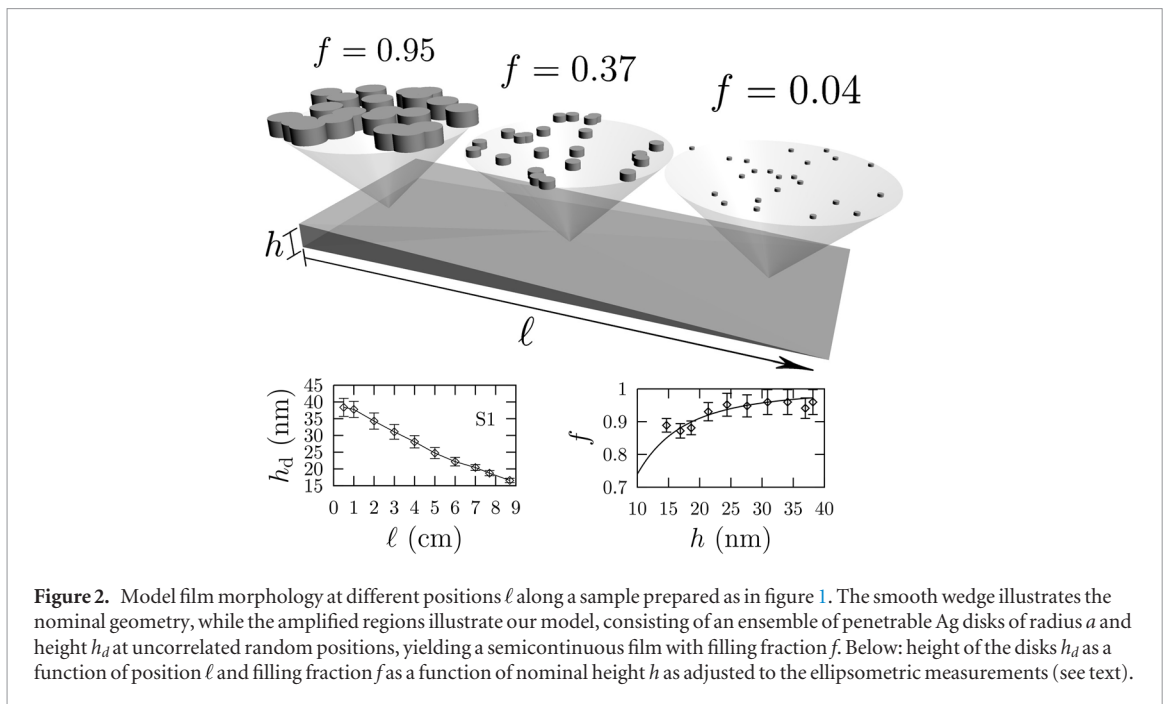 f = 0.95
f = 0.37
f = 0.04
h
ℓ
45
40
35
30
25
20
15
h_d (nm)
S1
0 1 2 3 4 5 6 7 8 9
ℓ (cm)
1
0.9
0.8
0.7
f
10 15 20 25 30 35 40
h (nm)
Figure 2. Model film morphology at different positions ℓ along a sample prepared as in figure 1. The smooth wedge illustrates the
nominal geometry, while the amplified regions illustrate our model, consisting of an ensemble of penetrable Ag disks of radius a and
height h_d at uncorrelated random positions, yielding a semicontinuous film with filling fraction f. Below: height of the disks h_d as a
function of position ℓ and filling fraction f as a function of nominal height h as adjusted to the ellipsometric measurements (see text).